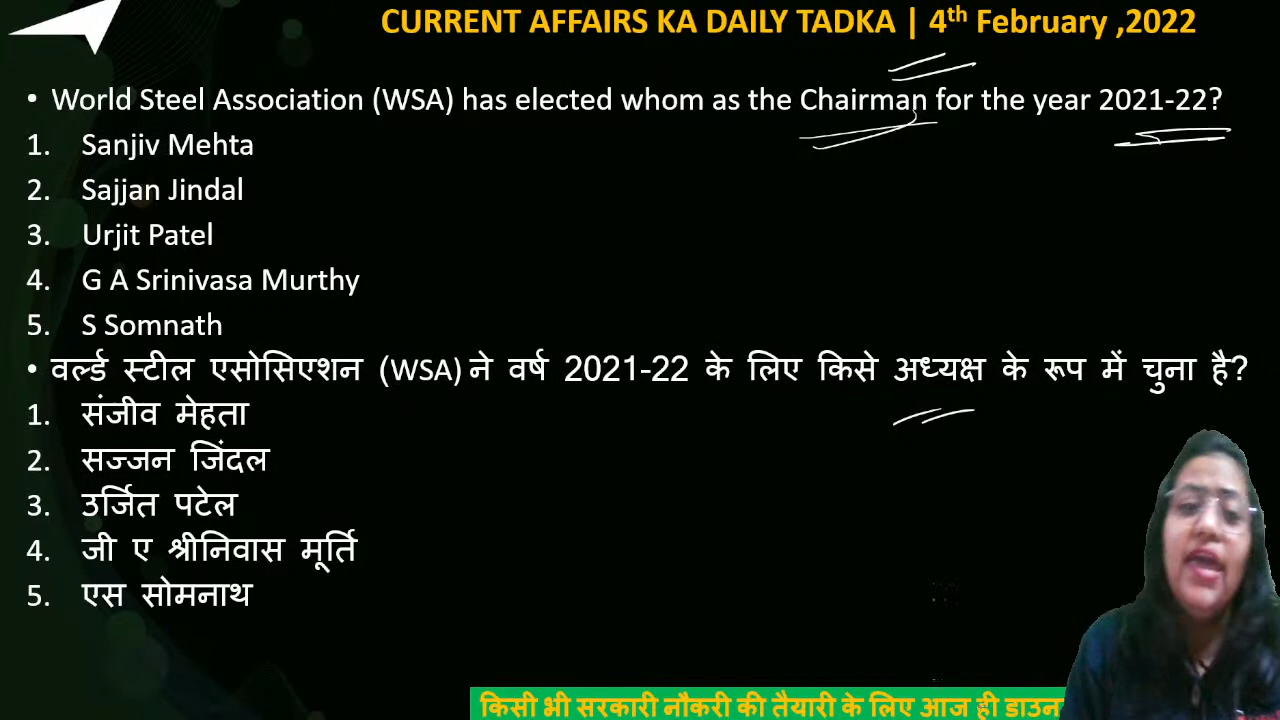 CURRENT AFFAIRS KA DAILY TADKA | 4th February ,2022
• World Steel Association (WSA) has elected whom as the Chairman for the year 2021-22?
1. Sanjiv Mehta
2. Sajjan Jindal
3. Urjit Patel
4. G A Srinivasa Murthy
5. S Somnath
• वर्ल्ड स्टील एसोसिएशन (WSA) ने वर्ष 2021-22 के लिए किसे अध्यक्ष के रूप में चुना है?
1. संजीव मेहता
2. सज्जन जिंदल
3. उर्जित पटेल
4. जी ए श्रीनिवास मूर्ति
5. एस सोमनाथ
किसी भी सरकारी नौकरी की तैयारी के लिए आज ही डाउन